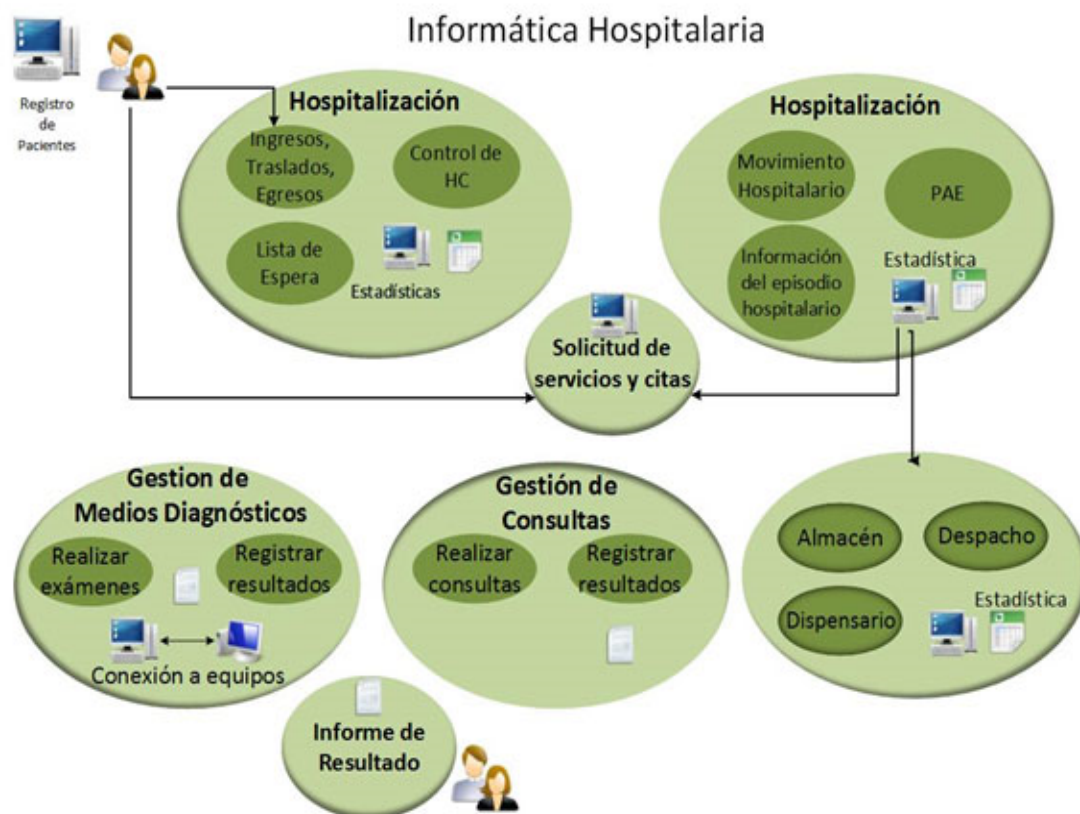 Informática Hospitalaria
Registro
de
Pacientes
Hospitalización
Ingresos,
Traslados,
Egresos
Control de
HC
Lista de
Espera
Estadísticas
Hospitalización
Movimiento
Hospitalario
PAE
Información
del episodio
hospitalario
Estadística
Solicitud de
servicios y citas
Gestion de
Medios Diagnósticos
Realizar
exámenes
Registrar
resultados
Conexión a equipos
Gestión de
Consultas
Realizar
consultas
Registrar
resultados
Almacén
Despacho
Dispensario
Estadística
Informe de
Resultado